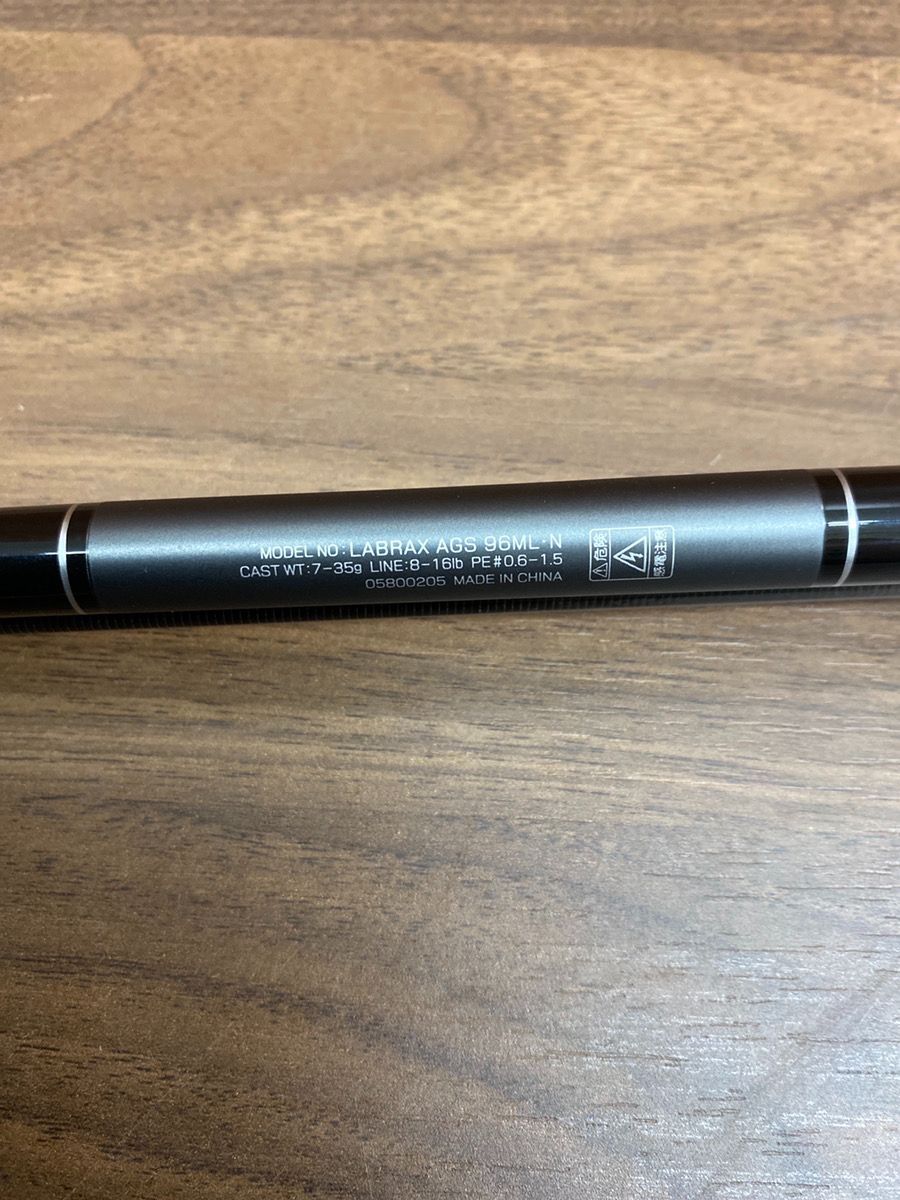 MODEL NO:LABRAX AGS 96ML·N
CAST WT:7-35g LINE:8-16lb PE#0.6-1.5
05800205 MADE IN CHINA
⚠危険
感電注意